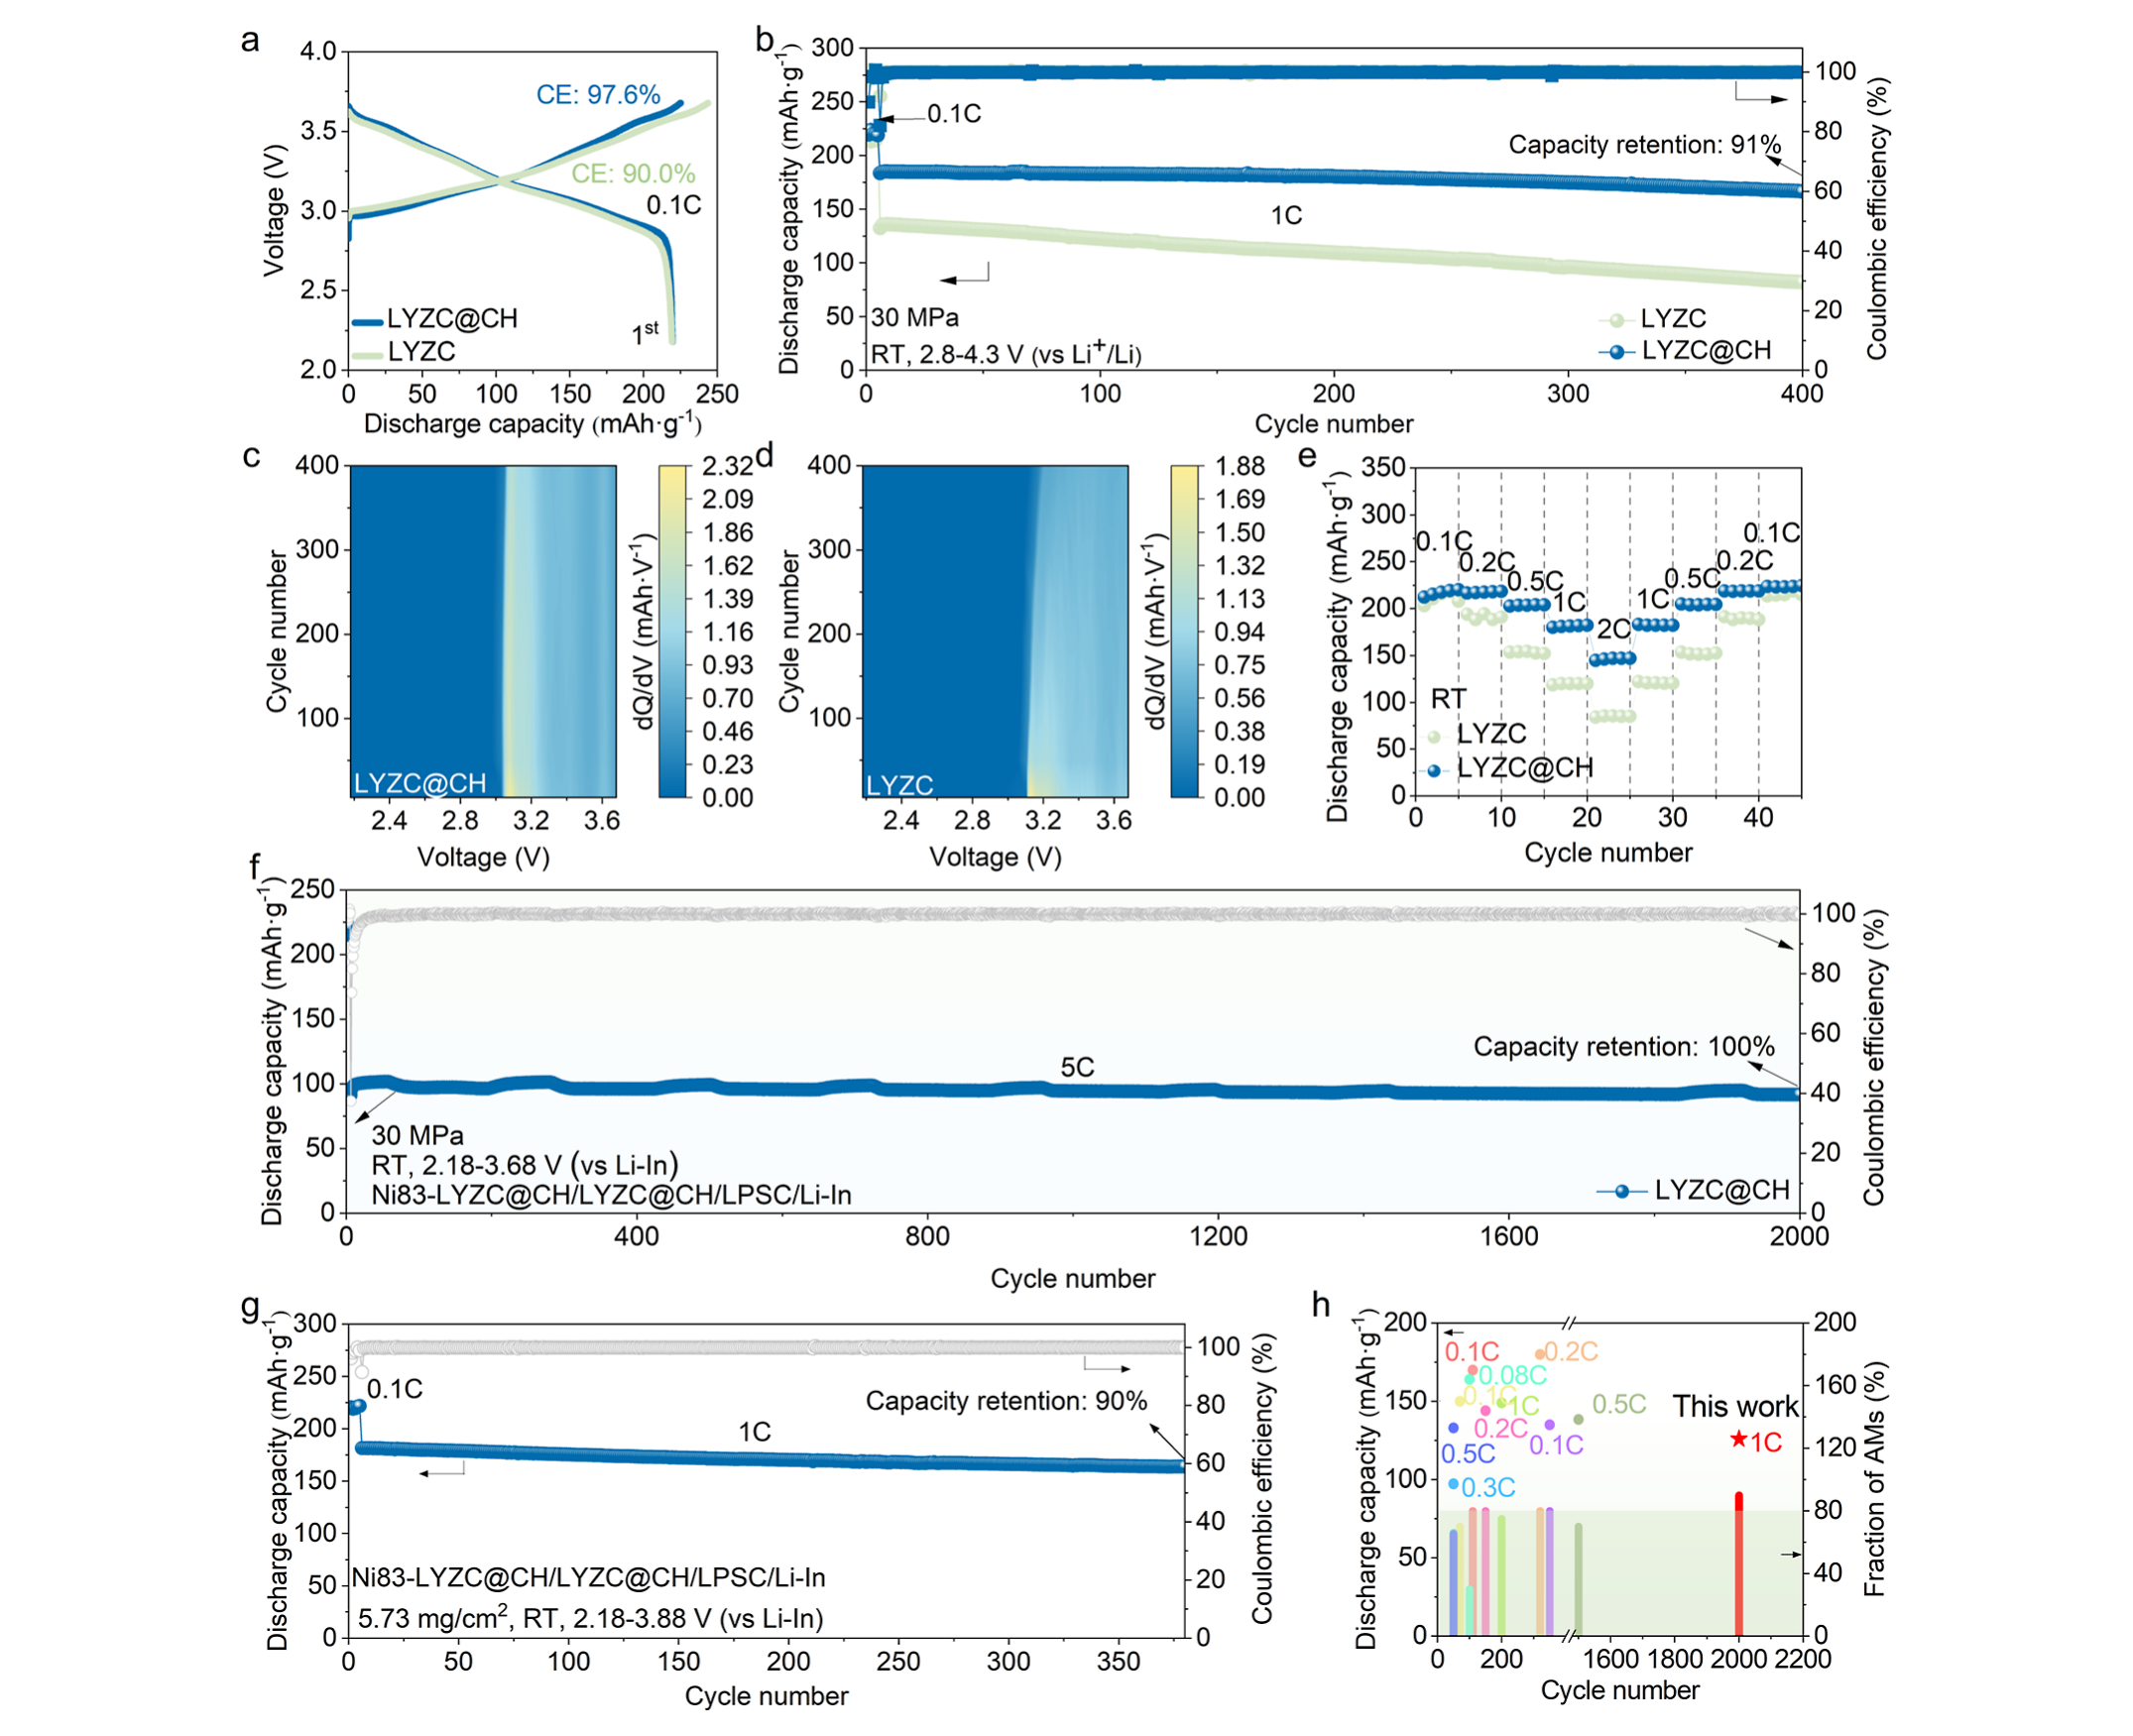 a
4.0
3.5
3.0
2.5
2.0
Voltage (V)
CE: 97.6%
CE: 90.0%
0.1C
LYZC@CH
LYZC
1st
0
50
100
150
200
250
Discharge capacity (mAh·g-1)
b
300
250
200
150
100
50
0
Discharge capacity (mAh·g-1)
0.1C
Capacity retention: 91%
1C
30 MPa
RT, 2.8-4.3 V (vs Li+/Li)
LYZC
LYZC@CH
100
80
60
40
20
0
Coulombic efficiency (%)
0
100
200
300
400
Cycle number
c
400
300
200
100
Cycle number
LYZC@CH
2.4
2.8
3.2
3.6
Voltage (V)
2.32
2.09
1.86
1.62
1.39
1.16
0.93
0.70
0.46
0.23
0.00
dQ/dV (mAh·V-1)
d
400
300
200
100
Cycle number
LYZC
2.4
2.8
3.2
3.6
Voltage (V)
1.88
1.69
1.50
1.32
1.13
0.94
0.75
0.56
0.38
0.19
0.00
dQ/dV (mAh·V-1)
e
350
300
250
200
150
100
50
0
Discharge capacity (mAh·g-1)
0.1C
0.2C
0.5C
1C
2C
1C
0.5C
0.2C
0.1C
RT
LYZC
LYZC@CH
0
10
20
30
40
Cycle number
f
250
200
150
100
50
0
Discharge capacity (mAh·g-1)
5C
Capacity retention: 100%
30 MPa
RT, 2.18-3.68 V (vs Li-In)
Ni83-LYZC@CH/LYZC@CH/LPSC/Li-In
LYZC@CH
100
80
60
40
20
0
Coulombic efficiency (%)
0
400
800
1200
1600
2000
Cycle number
g
300
250
200
150
100
50
0
Discharge capacity (mAh·g-1)
0.1C
1C
Capacity retention: 90%
Ni83-LYZC@CH/LYZC@CH/LPSC/Li-In
5.73 mg/cm2, RT, 2.18-3.88 V (vs Li-In)
100
80
60
40
20
0
Coulombic efficiency (%)
0
50
100
150
200
250
300
350
Cycle number
h
200
150
100
50
0
Discharge capacity (mAh·g-1)
0.1C
0.2C
0.08C
0.1C
1C
0.5C
0.2C
0.1C
0.5C
0.3C
This work
1C
200
160
120
80
40
0
Fraction of AMs (%)
0
200
1600
1800
2000
2200
Cycle number